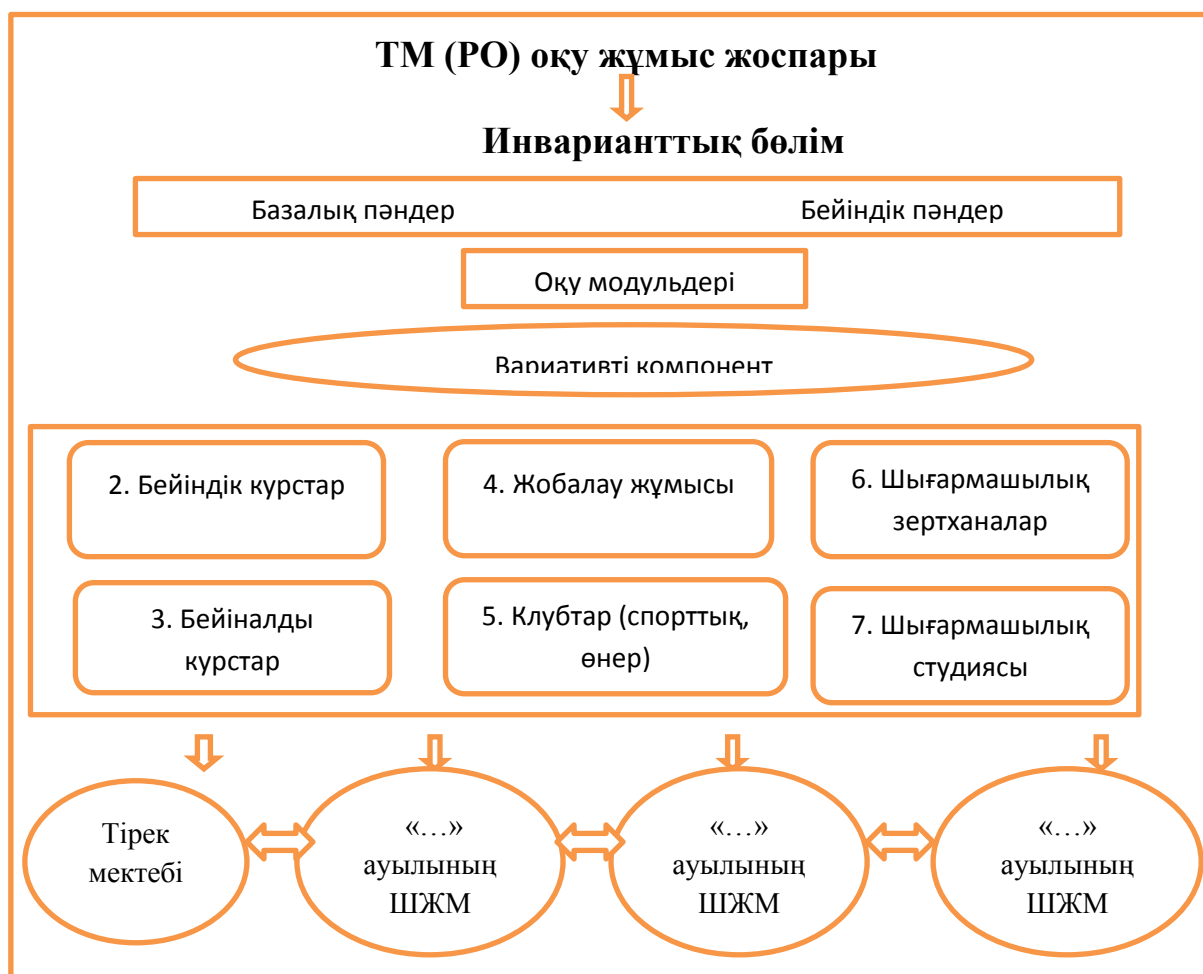 ТМ (РО) оқу жұмыс жоспары
Инварианттық бөлім
Базалық пәндер
Бейіндік пәндер
Оқу модульдері
Вариативті компонент
2. Бейіндік курстар
4. Жобалау жұмысы
6. Шығармашылық
зертханалар
3. Бейіналды
курстар
5. Клубтар (спорттық,
өнер)
7. Шығармашылық
студиясы
Тірек
мектебі
«…»
ауылының
ШЖМ
«…»
ауылының
ШЖМ
«…»
ауылының
ШЖМ